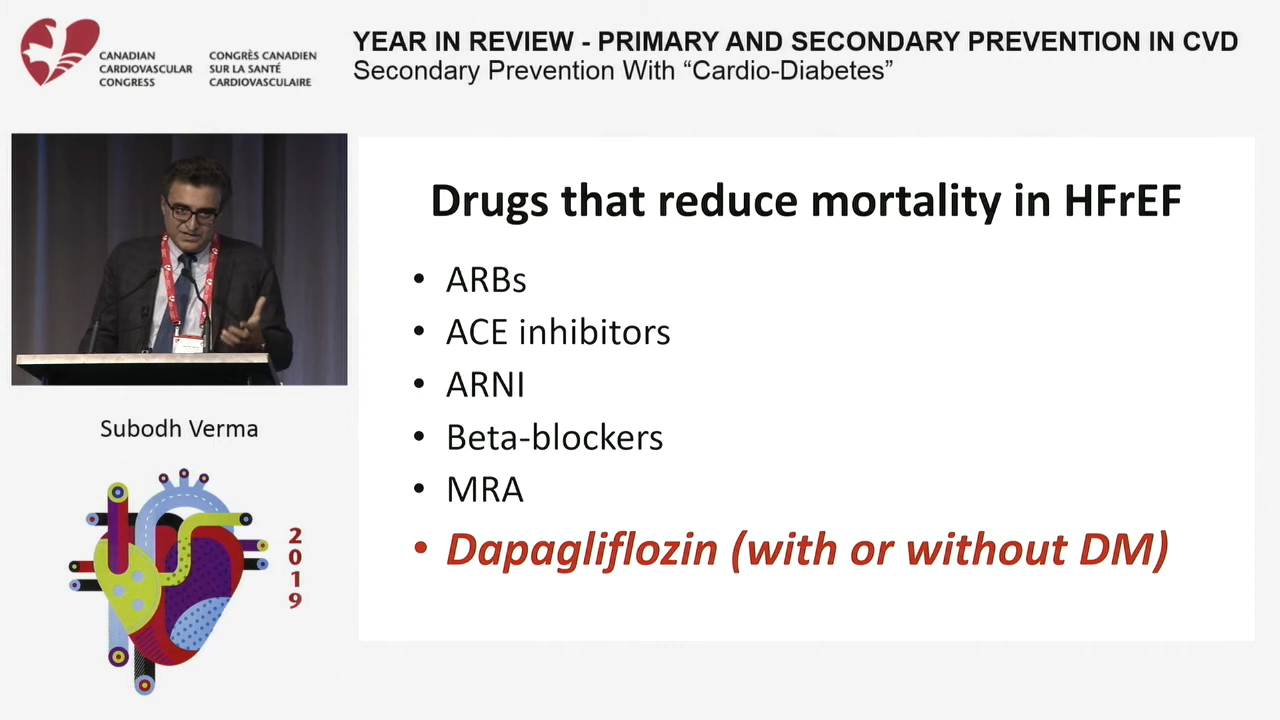 CANADIAN
CARDIOVASCULAR
CONGRESS
CONGRÈS CANADIEN
SUR LA SANTÉ
CARDIOVASCULAIRE
YEAR IN REVIEW - PRIMARY AND SECONDARY PREVENTION IN CVD
Secondary Prevention With “Cardio-Diabetes”
Subodh Verma
2019
Drugs that reduce mortality in HFrEF
• ARBs
• ACE inhibitors
• ARNI
• Beta-blockers
• MRA
• Dapagliflozin (with or without DM)